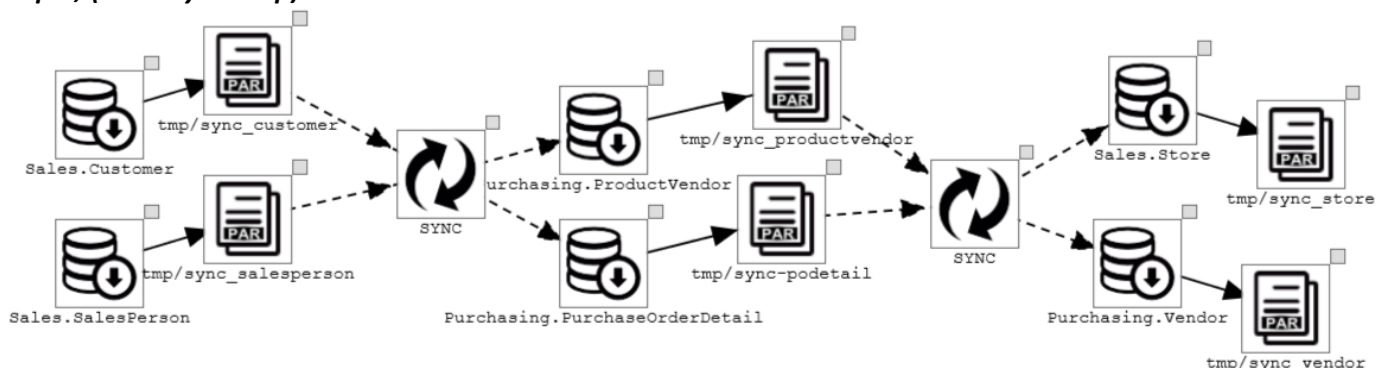 PAR
tmp/sync_customer
Sales.Customer
PAR
tmp/sync_salesperson
Sales.SalesPerson
SYNC
urchasing.ProductVendor
PAR
tmp/sync_productvendor
Purchasing.PurchaseOrderDetail
PAR
tmp/sync-podetail
SYNC
Sales.Store
PAR
tmp/sync_store
Purchasing.Vendor
PAR
tmp/sync_vendor